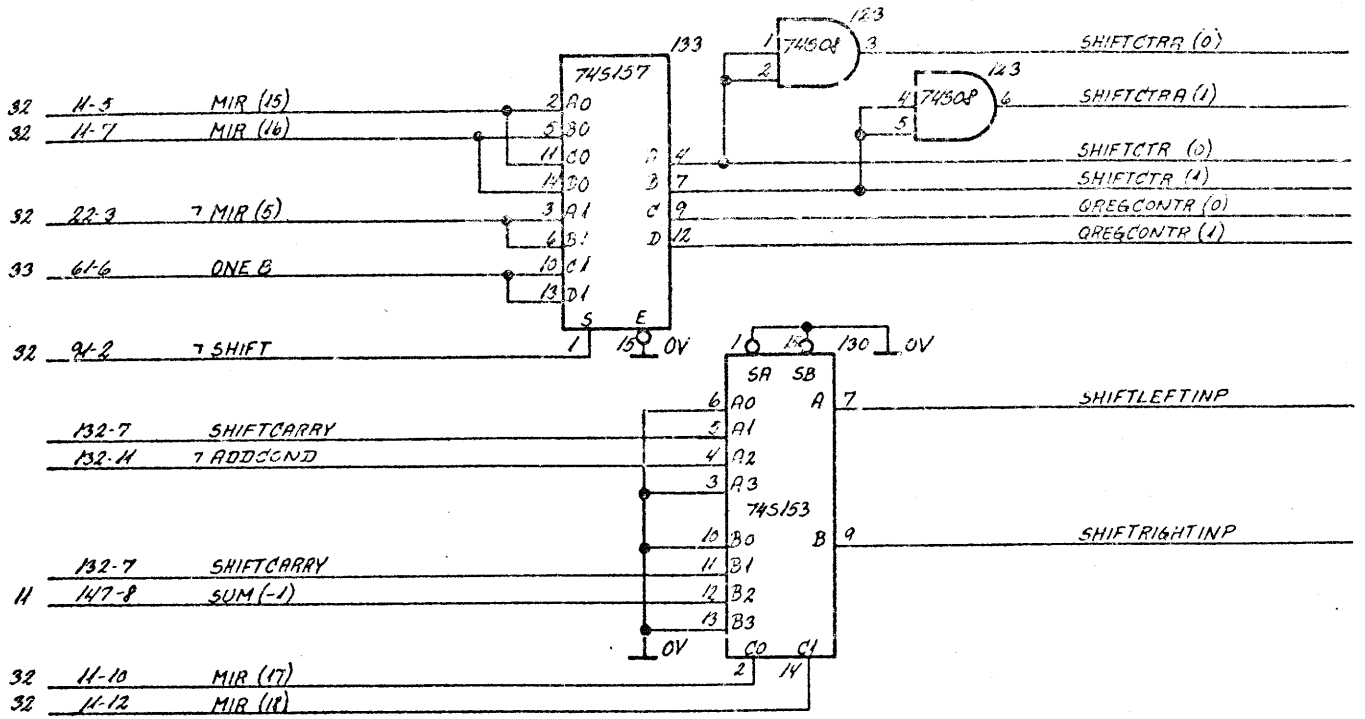 123
133 1 74S08 3 SHIFTCTRA (0)
74S157 2 123
32 11-5 MIR (15) 2 A0 4 74S08 6 SHIFTCTRA (1)
32 11-7 MIR (16) 5 B0 5
11 C0 A 4 SHIFTCTR (0)
14 D0 B 7 SHIFTCTR (1)
32 22-3 ¬ MIR (5) 3 A1 C 9 QREGCONTR (0)
6 B1 D 12 QREGCONTR (1)
33 61-6 ONE B 10 C1
13 D1
S E
32 91-2 ¬ SHIFT 1 15 0V 1 15 130 0V
SA SB
6 A0 A 7 SHIFTLEFTINP
132-7 SHIFTCARRY 5 A1
132-11 ¬ ADDCOND 4 A2
3 A3
74S153
10 B0 B 9 SHIFTRIGHTINP
132-7 SHIFTCARRY 11 B1
11 147-8 SUM (-1) 12 B2
13 B3
0V C0 C1
32 11-10 MIR (17) 2 14
32 11-12 MIR (18)